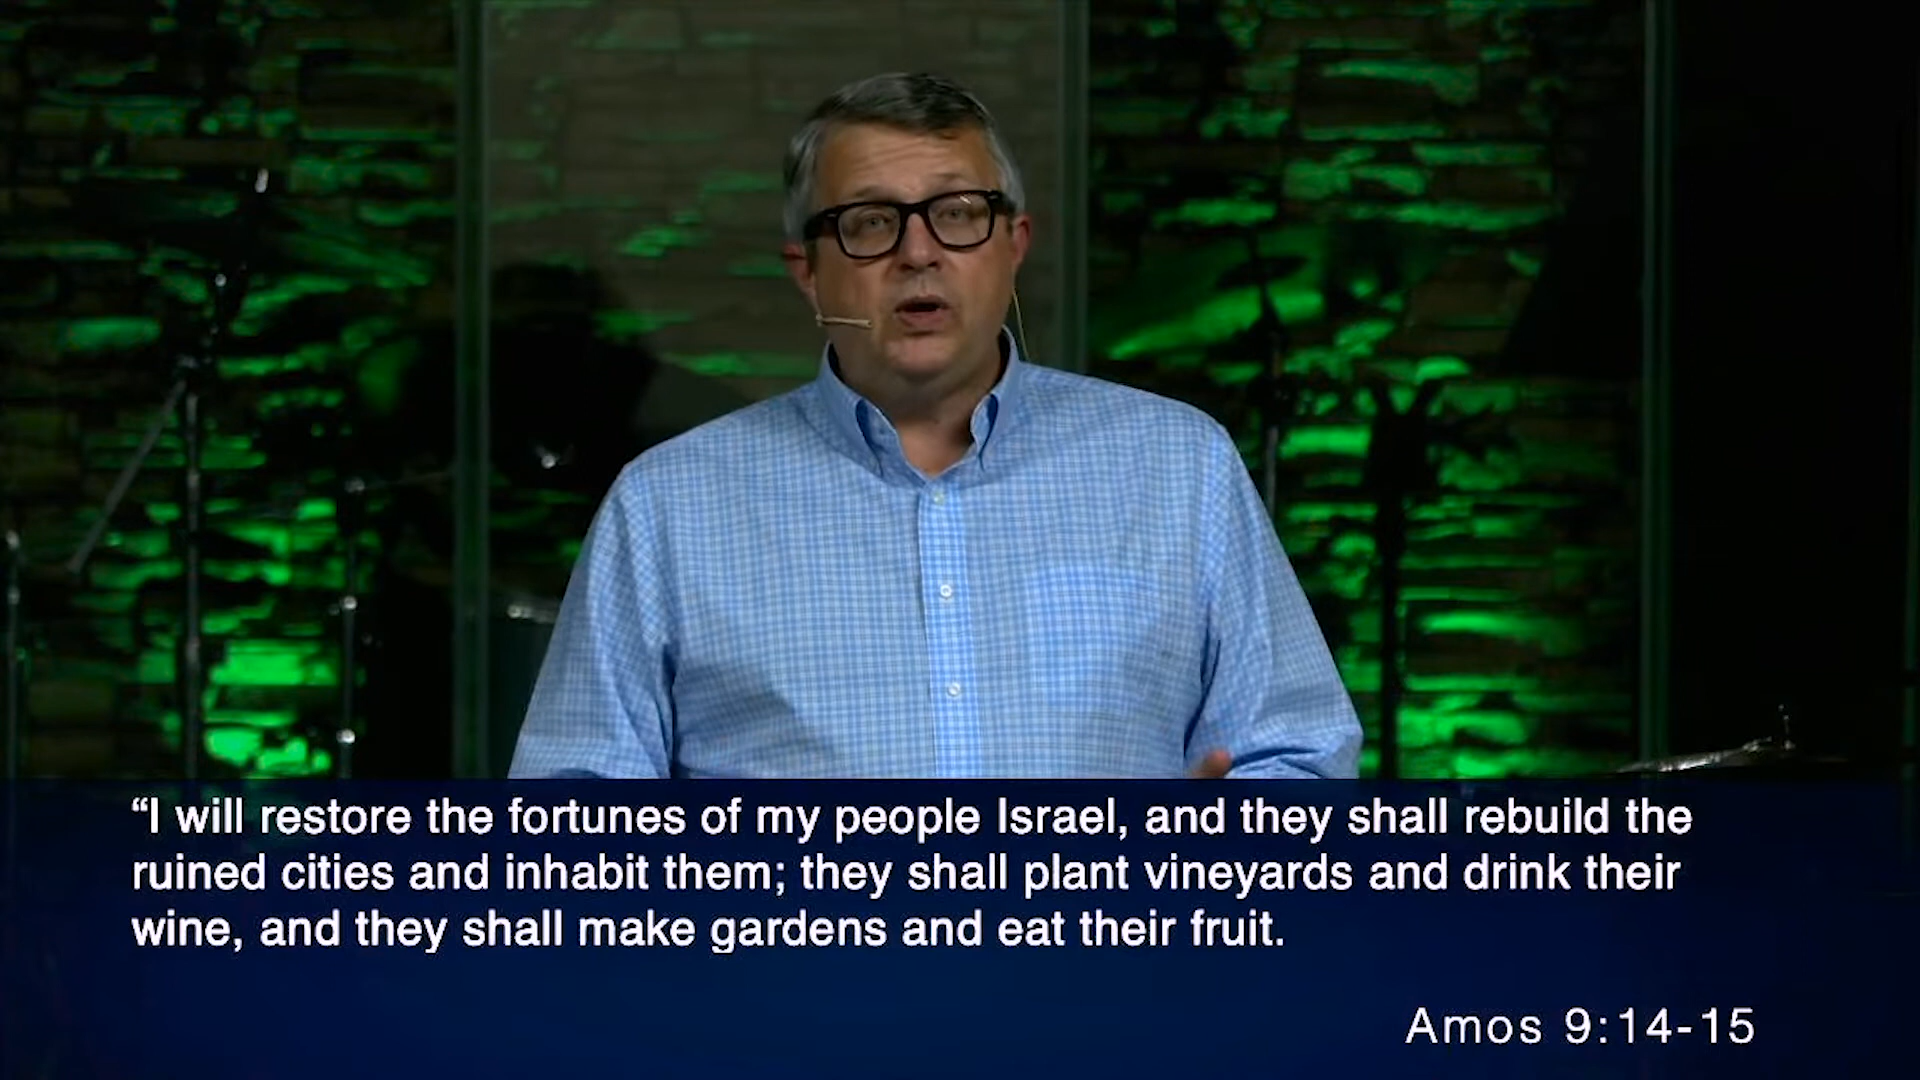 “I will restore the fortunes of my people Israel, and they shall rebuild the
ruined cities and inhabit them; they shall plant vineyards and drink their
wine, and they shall make gardens and eat their fruit.
Amos 9:14-15